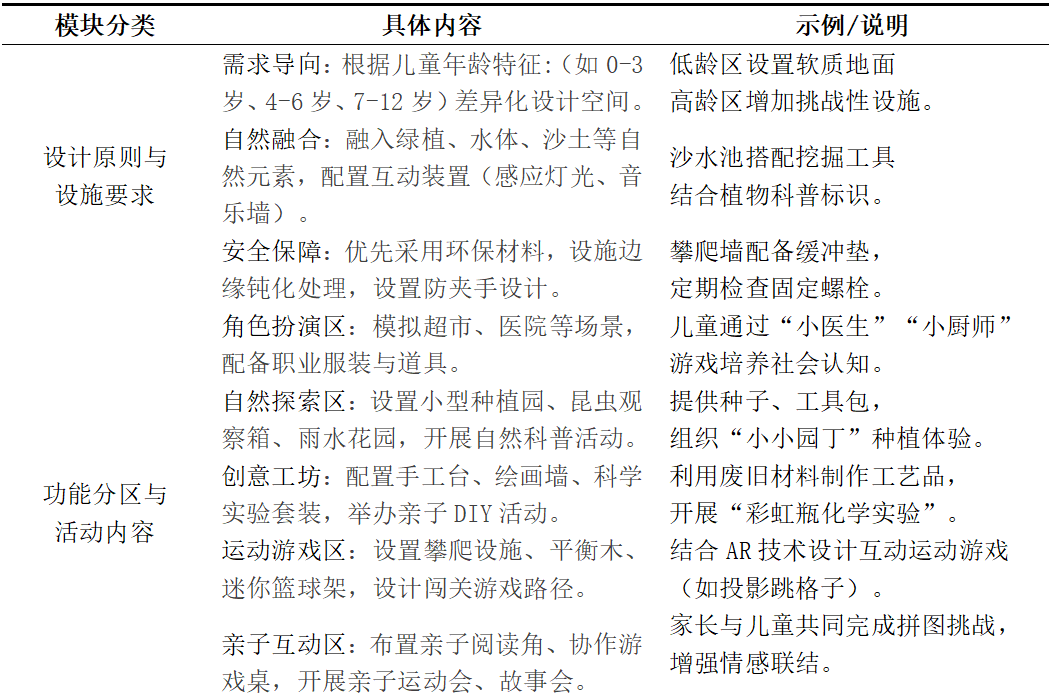 模块分类 具体内容 示例/说明
需求导向：根据儿童年龄特征:（如 0-3 低龄区设置软质地面
岁、4-6 岁、7-12 岁）差异化设计空间。 高龄区增加挑战性设施。
设计原则与
设施要求
自然融合：融入绿植、水体、沙土等自
然元素，配置互动装置（感应灯光、音
乐墙）。
沙水池搭配挖掘工具
结合植物科普标识。
安全保障：优先采用环保材料，设施边 攀爬墙配备缓冲垫，
缘钝化处理，设置防夹手设计。 定期检查固定螺栓。
功能分区与
活动内容
角色扮演区：模拟超市、医院等场景， 儿童通过“小医生”“小厨师”
配备职业服装与道具。 游戏培养社会认知。
自然探索区：设置小型种植园、昆虫观 提供种子、工具包，
察箱、雨水花园，开展自然科普活动。 组织“小小园丁”种植体验。
创意工坊：配置手工台、绘画墙、科学 利用废旧材料制作工艺品，
实验套装，举办亲子 DIY 活动。 开展“彩虹瓶化学实验”。
运动游戏区：设置攀爬设施、平衡木、 结合 AR 技术设计互动运动游戏
迷你篮球架，设计闯关游戏路径。 （如投影跳格子）。
亲子互动区：布置亲子阅读角、协作游 家长与儿童共同完成拼图挑战，
戏桌，开展亲子运动会、故事会。 增强情感联结。